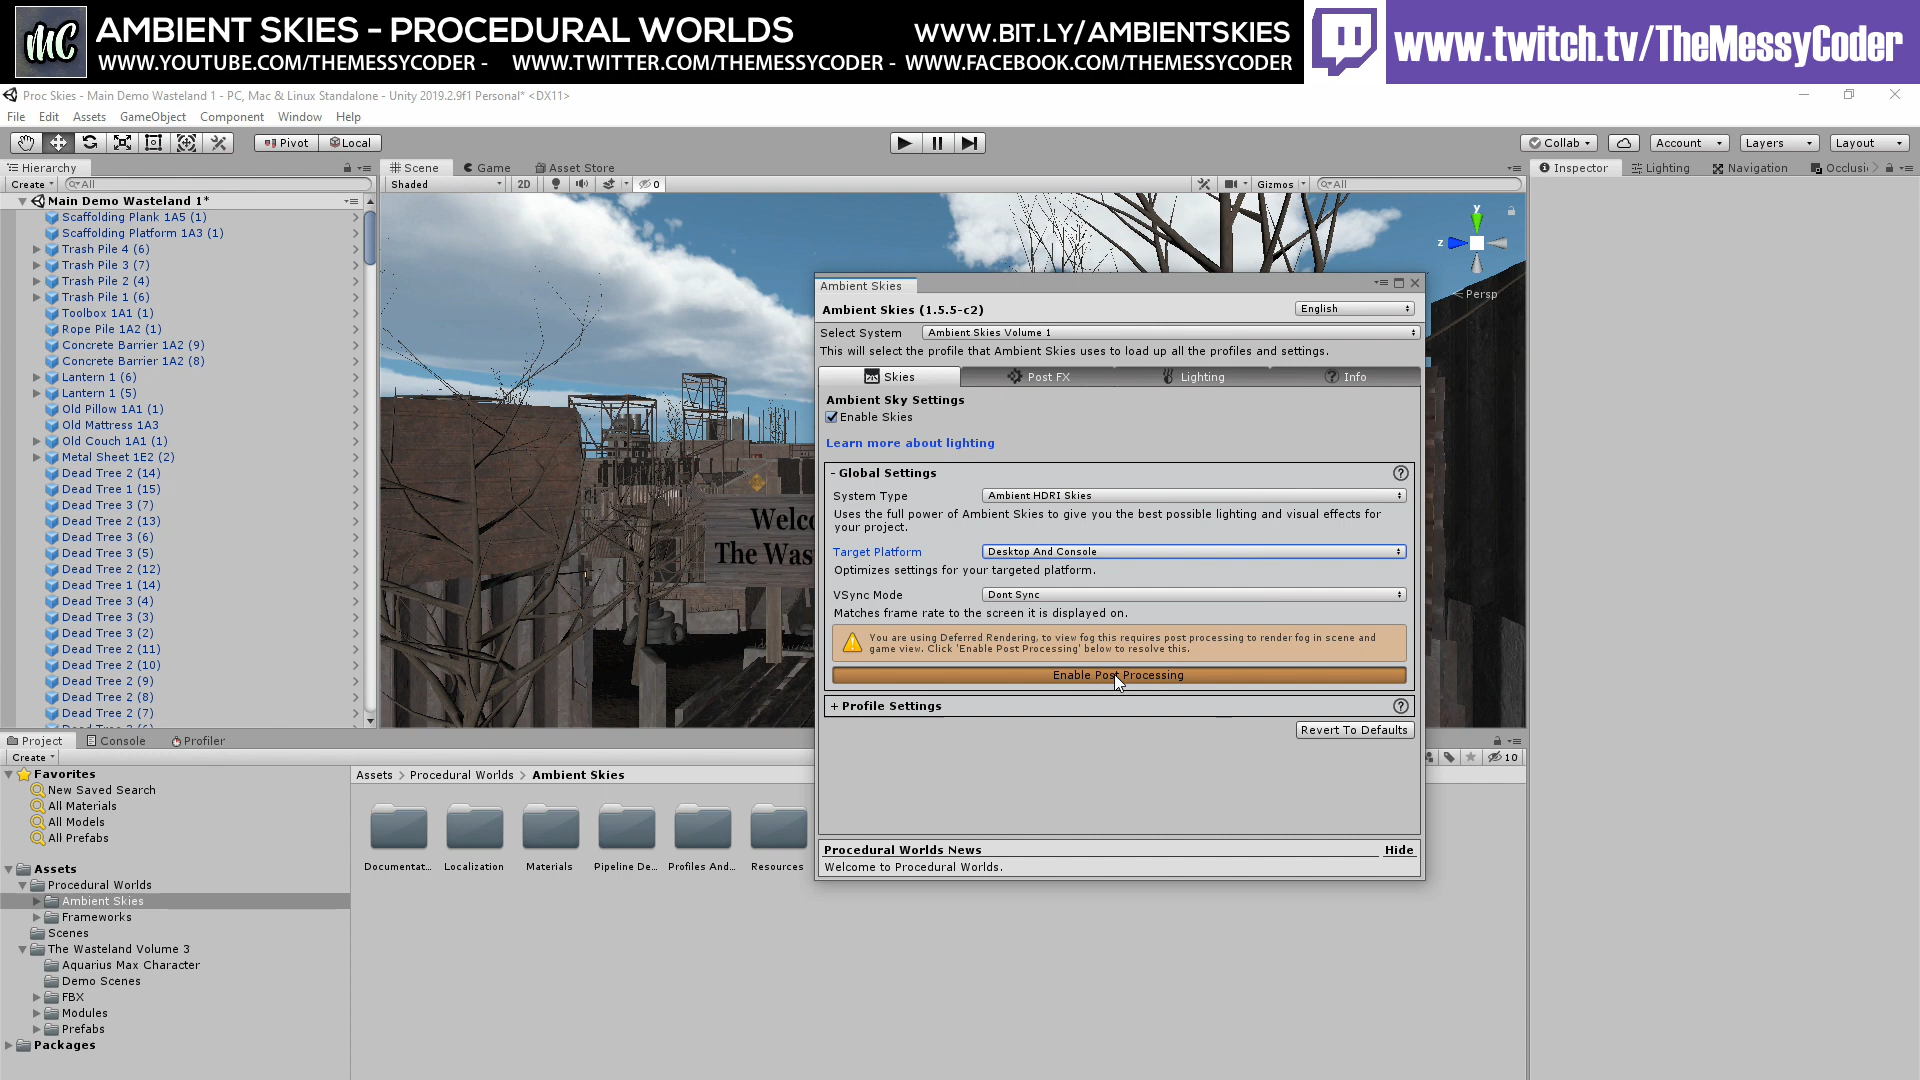 MC
AMBIENT SKIES - PROCEDURAL WORLDS
WWW.BIT.LY/AMBIENTSKIES
WWW.YOUTUBE.COM/THEMESSYCODER - WWW.TWITTER.COM/THEMESSYCODER - WWW.FACEBOOK.COM/THEMESSYCODER
www.twitch.tv/TheMessyCoder
Proc Skies - Main Demo Wasteland 1 - PC, Mac & Linux Standalone - Unity 2019.2.9f1 Personal* <DX11>
File Edit Assets GameObject Component Window Help
Pivot Local
Collab Account Layers Layout
Hierarchy
Create All
Main Demo Wasteland 1*
Scaffolding Plank 1A5 (1)
Scaffolding Platform 1A3 (1)
Trash Pile 4 (6)
Trash Pile 3 (7)
Trash Pile 2 (4)
Trash Pile 1 (6)
Toolbox 1A1 (1)
Rope Pile 1A2 (1)
Concrete Barrier 1A2 (9)
Concrete Barrier 1A2 (8)
Lantern 1 (6)
Lantern 1 (5)
Old Pillow 1A1 (1)
Old Mattress 1A3
Old Couch 1A1 (1)
Metal Sheet 1E2 (2)
Dead Tree 2 (14)
Dead Tree 1 (15)
Dead Tree 3 (7)
Dead Tree 2 (13)
Dead Tree 3 (6)
Dead Tree 3 (5)
Dead Tree 2 (12)
Dead Tree 1 (14)
Dead Tree 3 (4)
Dead Tree 3 (3)
Dead Tree 3 (2)
Dead Tree 2 (11)
Dead Tree 2 (10)
Dead Tree 2 (9)
Dead Tree 2 (8)
Dead Tree 2 (7)
Scene Game Asset Store
Shaded 2D 0 Gizmos All
y
z
Persp
Welco
The Was
Ambient Skies
Ambient Skies (1.5.5-c2) English
Select System Ambient Skies Volume 1
This will select the profile that Ambient Skies uses to load up all the profiles and settings.
Skies Post FX Lighting Info
Ambient Sky Settings
Enable Skies
Learn more about lighting
- Global Settings
System Type Ambient HDRI Skies
Uses the full power of Ambient Skies to give you the best possible lighting and visual effects for
your project.
Target Platform Desktop And Console
Optimizes settings for your targeted platform.
VSync Mode Dont Sync
Matches frame rate to the screen it is displayed on.
You are using Deferred Rendering, to view fog this requires post processing to render fog in scene and
game view. Click 'Enable Post Processing' below to resolve this.
Enable Post Processing
+ Profile Settings
Revert To Defaults
Procedural Worlds News Hide
Welcome to Procedural Worlds.
Inspector Lighting Navigation Occlusi
Project Console Profiler
Create
10
Favorites
New Saved Search
All Materials
All Models
All Prefabs
Assets
Procedural Worlds
Ambient Skies
Frameworks
Scenes
The Wasteland Volume 3
Aquarius Max Character
Demo Scenes
FBX
Modules
Prefabs
Packages
Assets > Procedural Worlds > Ambient Skies
Documentat... Localization Materials Pipeline De... Profiles And... Resources